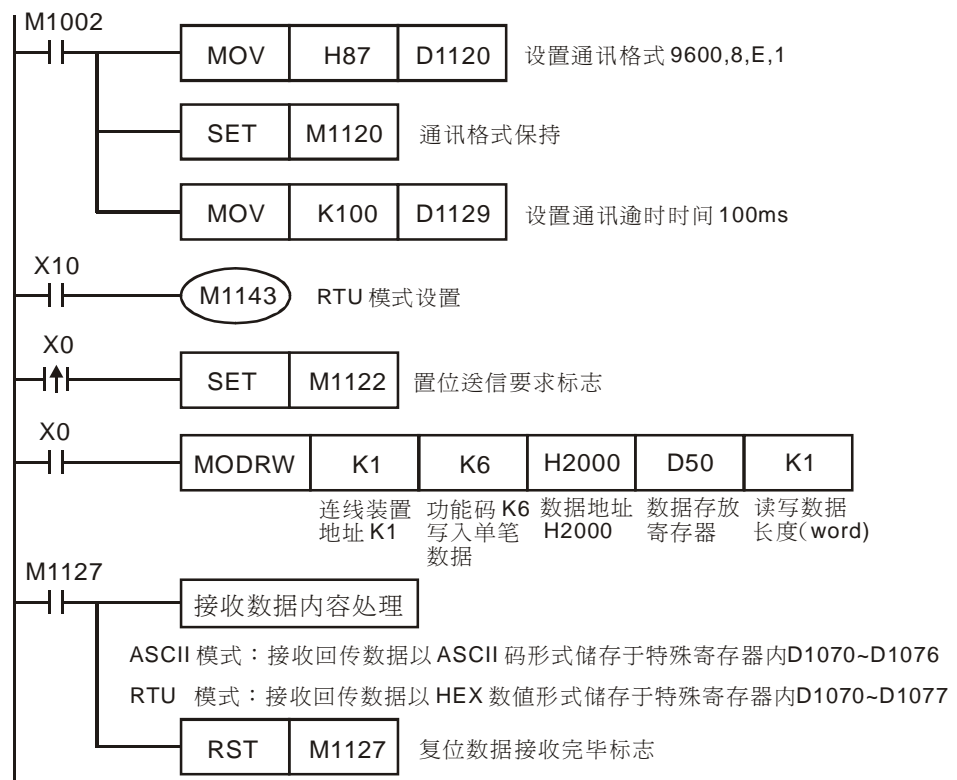 M1002
MOV H87 D1120 设置通讯格式 9600,8,E,1
SET M1120 通讯格式保持
MOV K100 D1129 设置通讯逾时时间 100ms
X10
M1143 RTU 模式设置
X0
SET M1122 置位送信要求标志
X0
MODRW K1 K6 H2000 D50 K1
连线装置 功能码 K6 数据地址 数据存放 读写数据
地址 K1 写入单笔 H2000 寄存器 长度(word)
数据
M1127
接收数据内容处理
ASCII 模式：接收回传数据以 ASCII 码形式储存于特殊寄存器内D1070~D1076
RTU 模式：接收回传数据以 HEX 数值形式储存于特殊寄存器内D1070~D1077
RST M1127 复位数据接收完毕标志